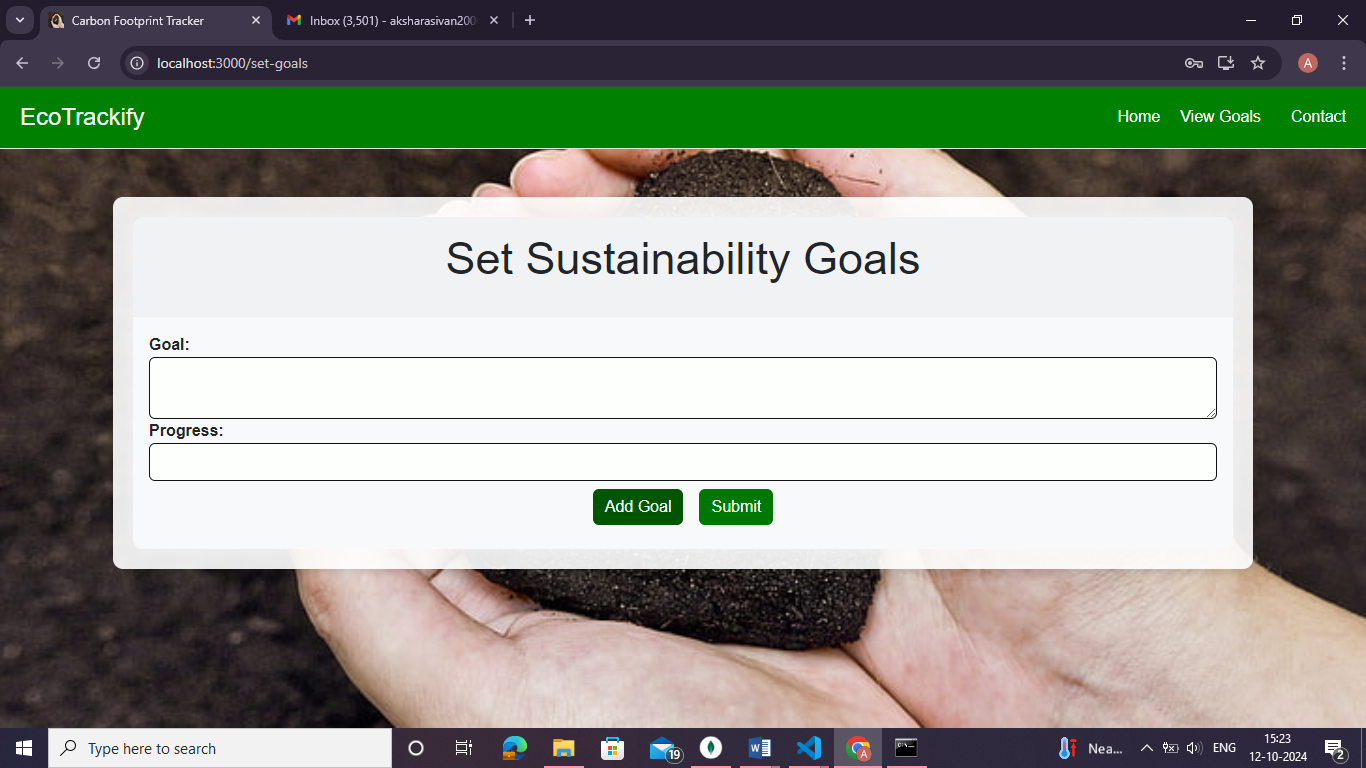 Carbon Footprint Tracker
Inbox (3,501) - aksharasivan200
localhost:3000/set-goals
A
EcoTrackify
Home View Goals Contact
Set Sustainability Goals
Goal:
Progress:
Add Goal Submit
Type here to search
19
A
Nea...
ENG
15:23
12-10-2024
2